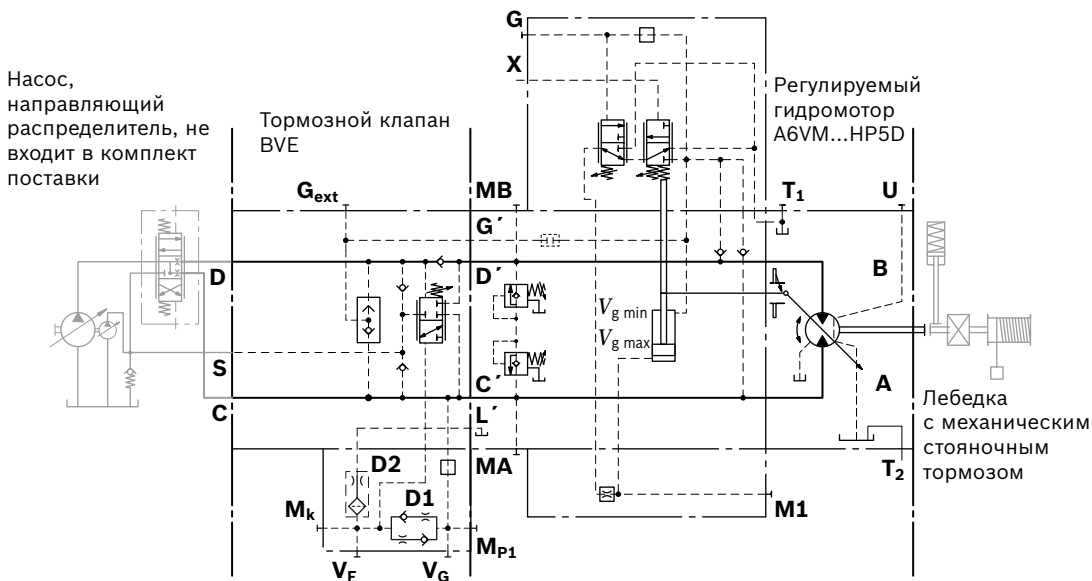 Насос,
направляющий
распределитель, не
входит в комплект
поставки
Тормозной клапан
BVE
Регулируемый
гидромотор
A6VM...HP5D
G
X
Gext
MB
T1
U
G´
D
D´
B
Vg min
Vg max
S
C´
C
L´
A
Лебедка
с механическим
стояночным
тормозом
D2
MA
T2
D1
Mk
MP1
M1
VF
VG